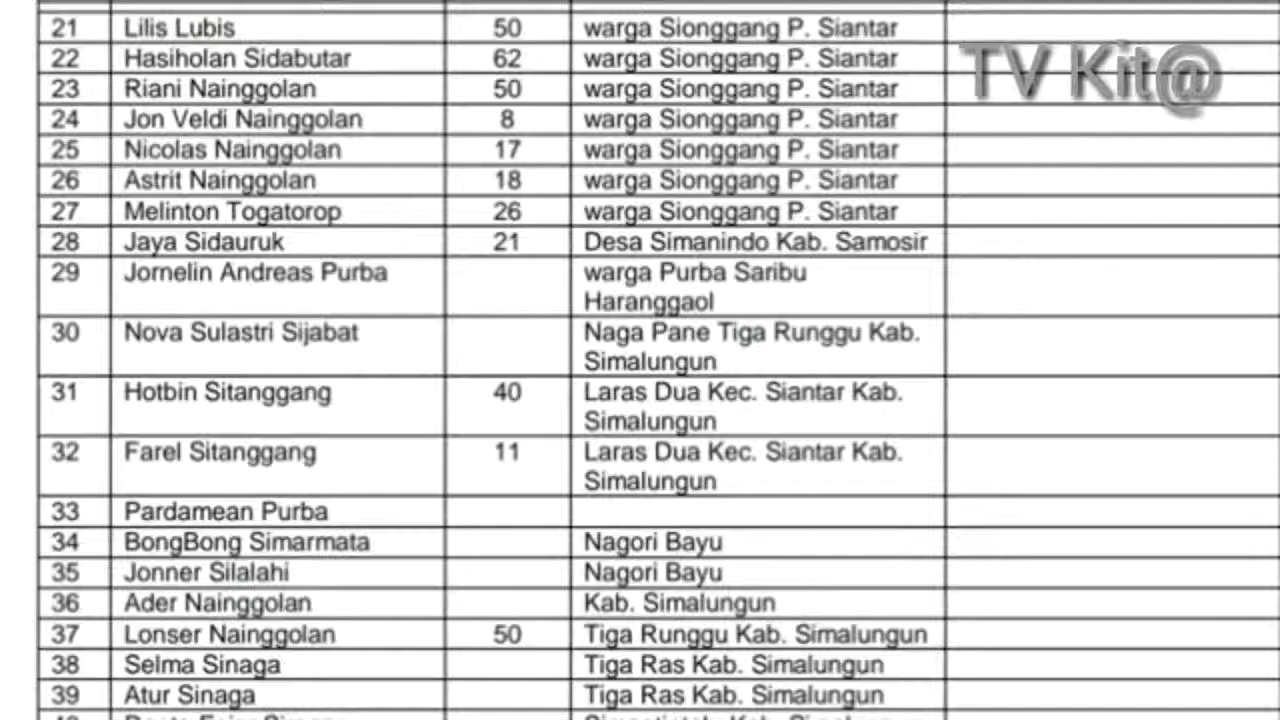 21 Lilis Lubis 50 warga Sionggang P. Siantar
22 Hasiholan Sidabutar 62 warga Sionggang P. Siantar
TV Kit@
23 Riani Nainggolan 50 warga Sionggang P. Siantar
24 Jon Veldi Nainggolan 8 warga Sionggang P. Siantar
25 Nicolas Nainggolan 17 warga Sionggang P. Siantar
26 Astrit Nainggolan 18 warga Sionggang P. Siantar
27 Melinton Togatorop 26 warga Sionggang P. Siantar
28 Jaya Sidauruk 21 Desa Simanindo Kab. Samosir
29 Jornelin Andreas Purba warga Purba Saribu
Haranggaol
30 Nova Sulastri Sijabat Naga Pane Tiga Runggu Kab.
Simalungun
31 Hotbin Sitanggang 40 Laras Dua Kec. Siantar Kab.
Simalungun
32 Farel Sitanggang 11 Laras Dua Kec. Siantar Kab.
Simalungun
33 Pardamean Purba
34 BongBong Simarmata Nagori Bayu
35 Jonner Silalahi Nagori Bayu
36 Ader Nainggolan Kab. Simalungun
37 Lonser Nainggolan 50 Tiga Runggu Kab. Simalungun
38 Selma Sinaga Tiga Ras Kab. Simalungun
39 Atur Sinaga Tiga Ras Kab. Simalungun